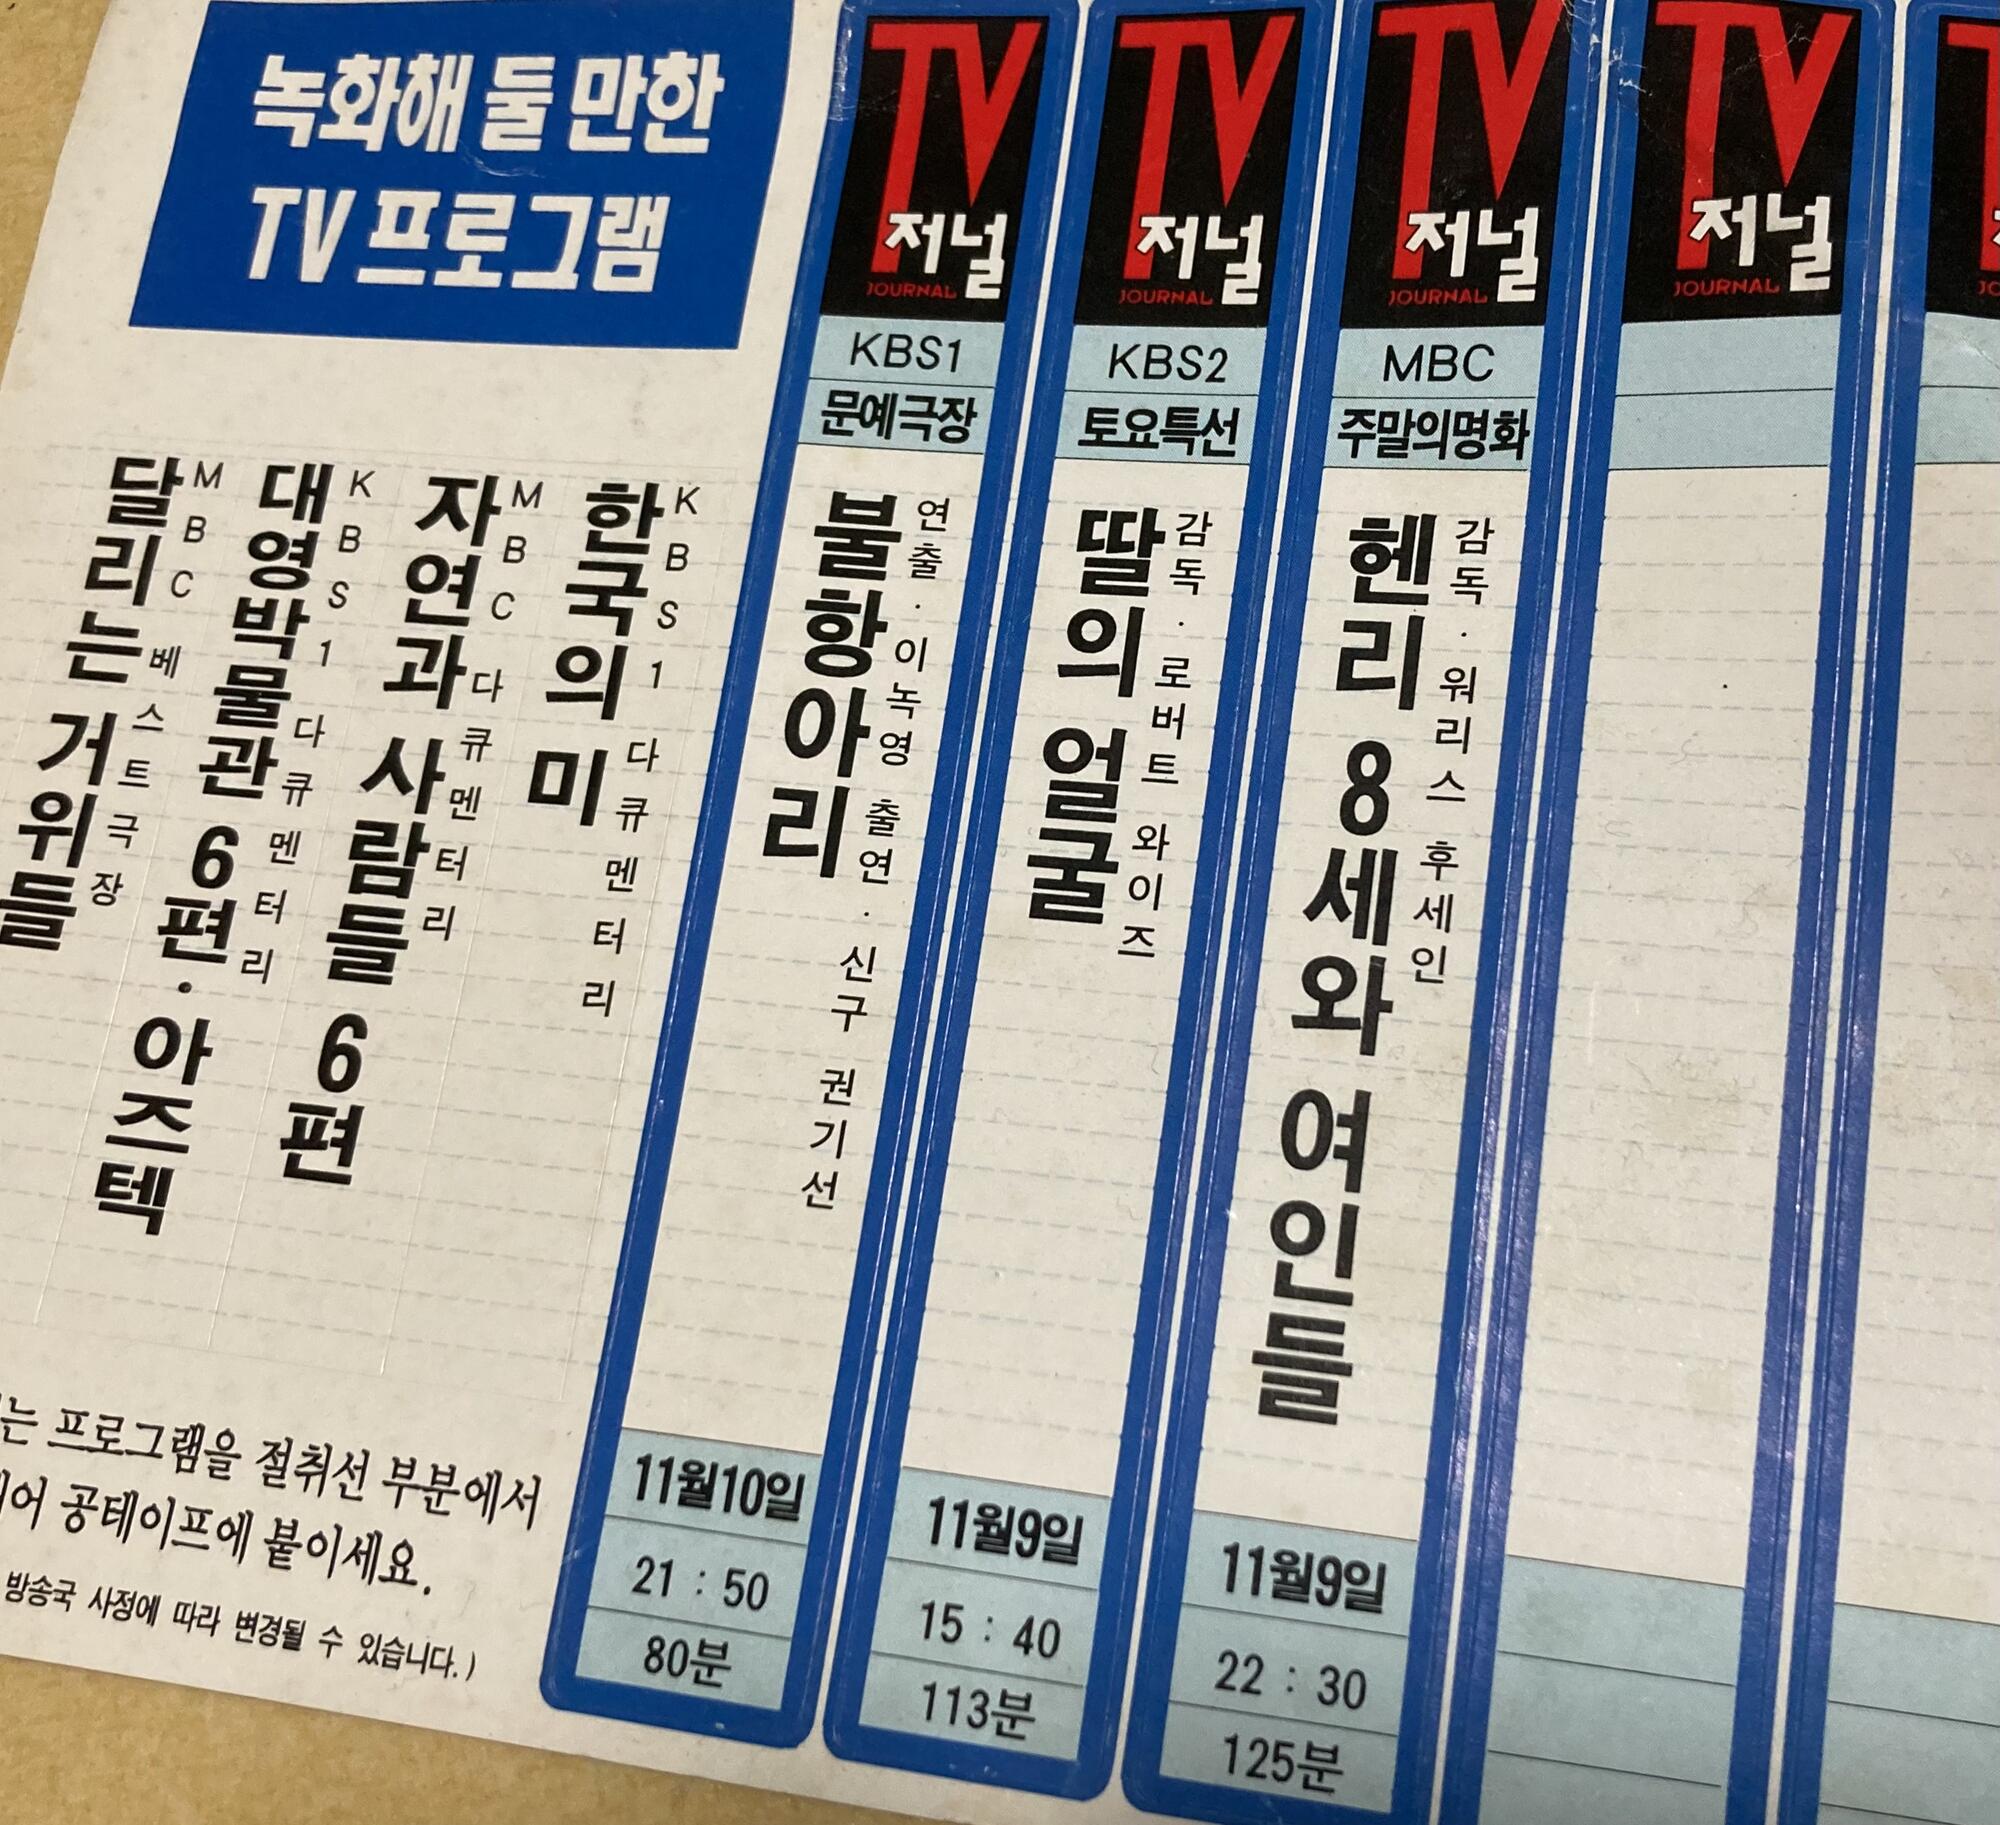 녹화해 둘 만한
TV 프로그램
달리는 거위들
MBC 베스트극장
대영박물관 6편·아즈텍
KBS1 다큐멘터리
자연과 사람들 6편
MBC 다큐멘터리
한국의 미
KBS1 다큐멘터리
는 프로그램을 절취선 부분에서
어 공테이프에 붙이세요.
방송국 사정에 따라 변경될 수 있습니다.)
TV저널
JOURNAL
KBS1
문예극장
불항아리
연출·이녹영 출연·신구 권기선
11월10일
21 : 50
80분
TV저널
JOURNAL
KBS2
토요특선
딸의 얼굴
감독·로버트 와이즈
11월9일
15 : 40
113분
TV저널
JOURNAL
MBC
주말의명화
헨리 8세와 여인들
감독·워리스 후세인
11월9일
22 : 30
125분
TV저널
JOURNAL